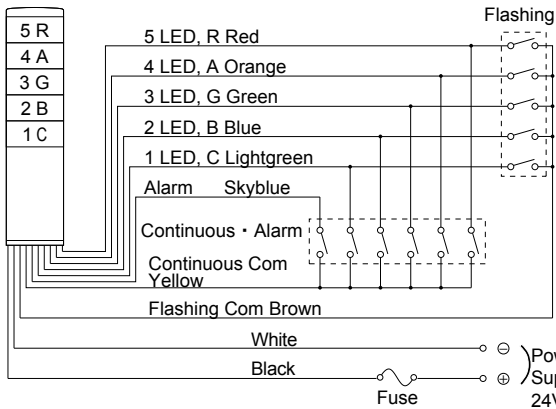 Flashing
5 R
4 A
3 G
2 B
1 C
5 LED, R Red
4 LED, A Orange
3 LED, G Green
2 LED, B Blue
1 LED, C Lightgreen
Alarm Skyblue
Continuous・Alarm
Continuous Com
Yellow
Flashing Com Brown
White
Black
Fuse
⊖
⊕
24V